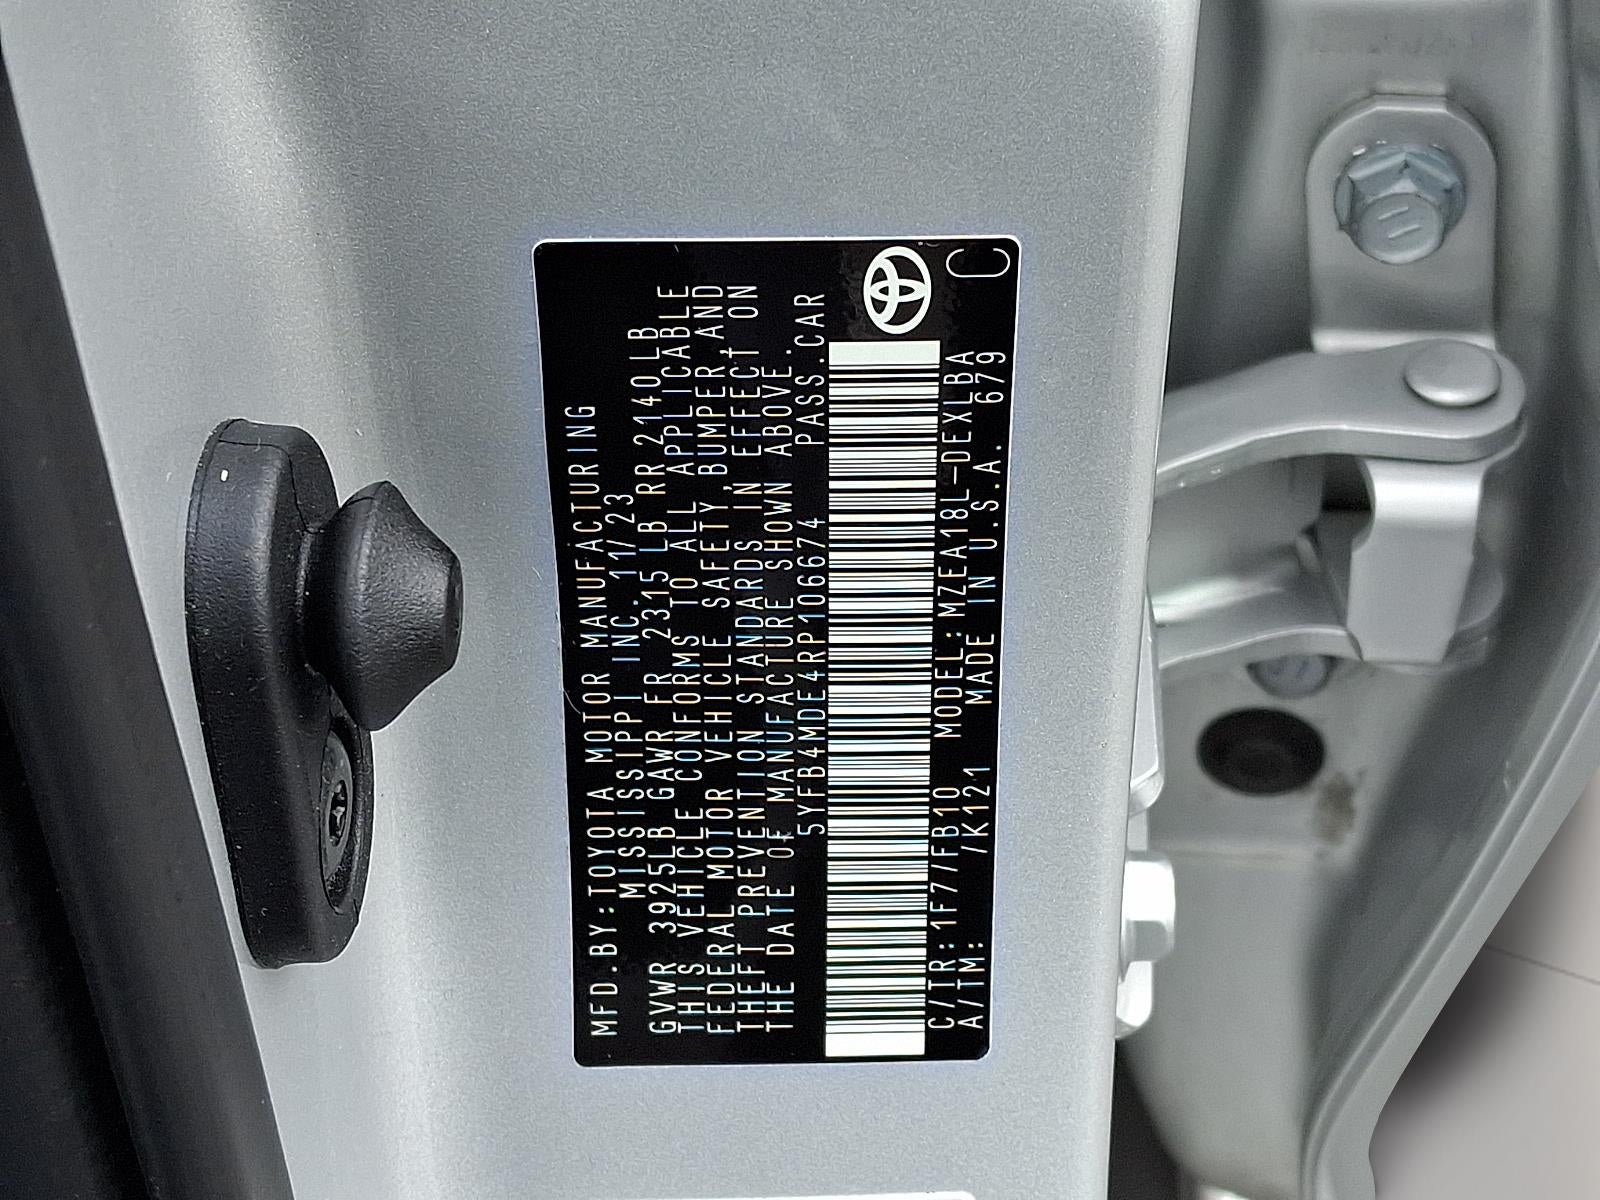 MFD.BY:TOYOTA MOTOR MANUFACTURING
MISSISSIPPI INC. 11/23
GVWR 3925LB GAWR FR 2315 LB RR 2140LB
THIS VEHICLE CONFORMS TO ALL APPLICABLE
FEDERAL MOTOR VEHICLE SAFETY,BUMPER,AND
THEFT PREVENTION STANDARDS IN EFFECT ON
THE DATE OF MANUFACTURE SHOWN ABOVE.
5YFB4MDE4RP106674 PASS.CAR
C/TR:1F7/FB10 MODEL:MZEA18L-DEXLBA
A/TM: /K121 MADE IN U.S.A. 679
C